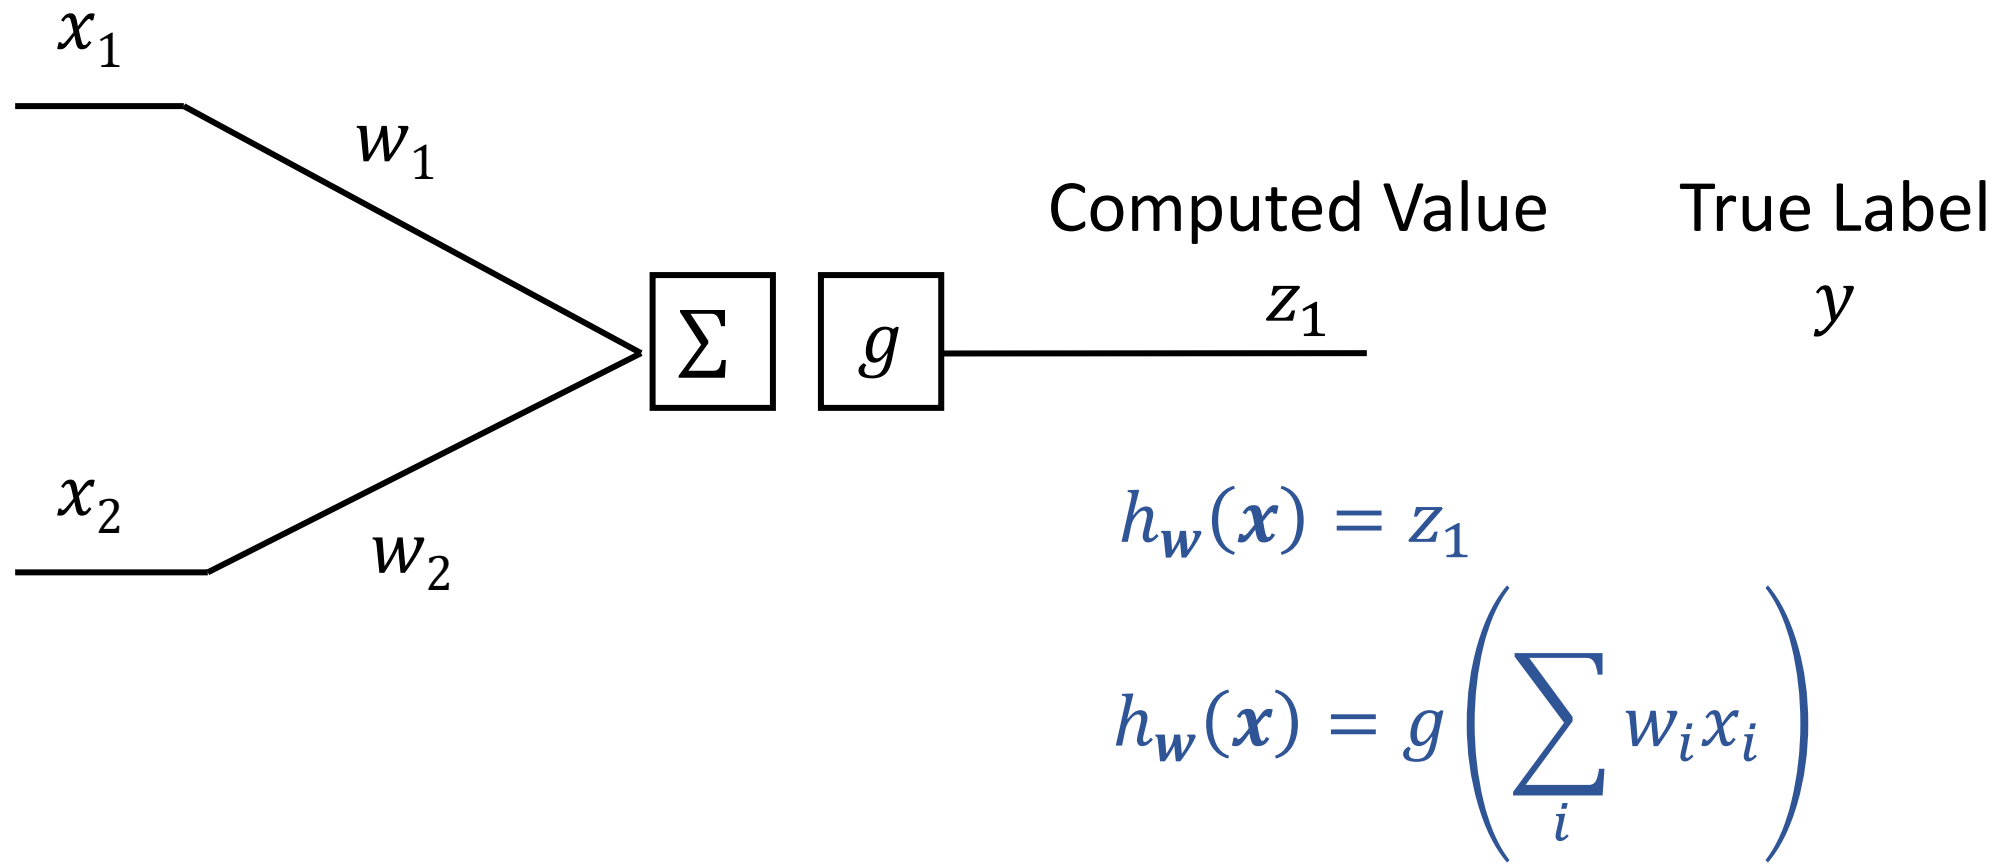 x₁
w₁
Computed Value True Label
z₁ y
Σ g
x₂
w₂
h𝐰(𝒙) = z₁
h𝐰(𝒙) = g(∑ᵢ wᵢxᵢ)